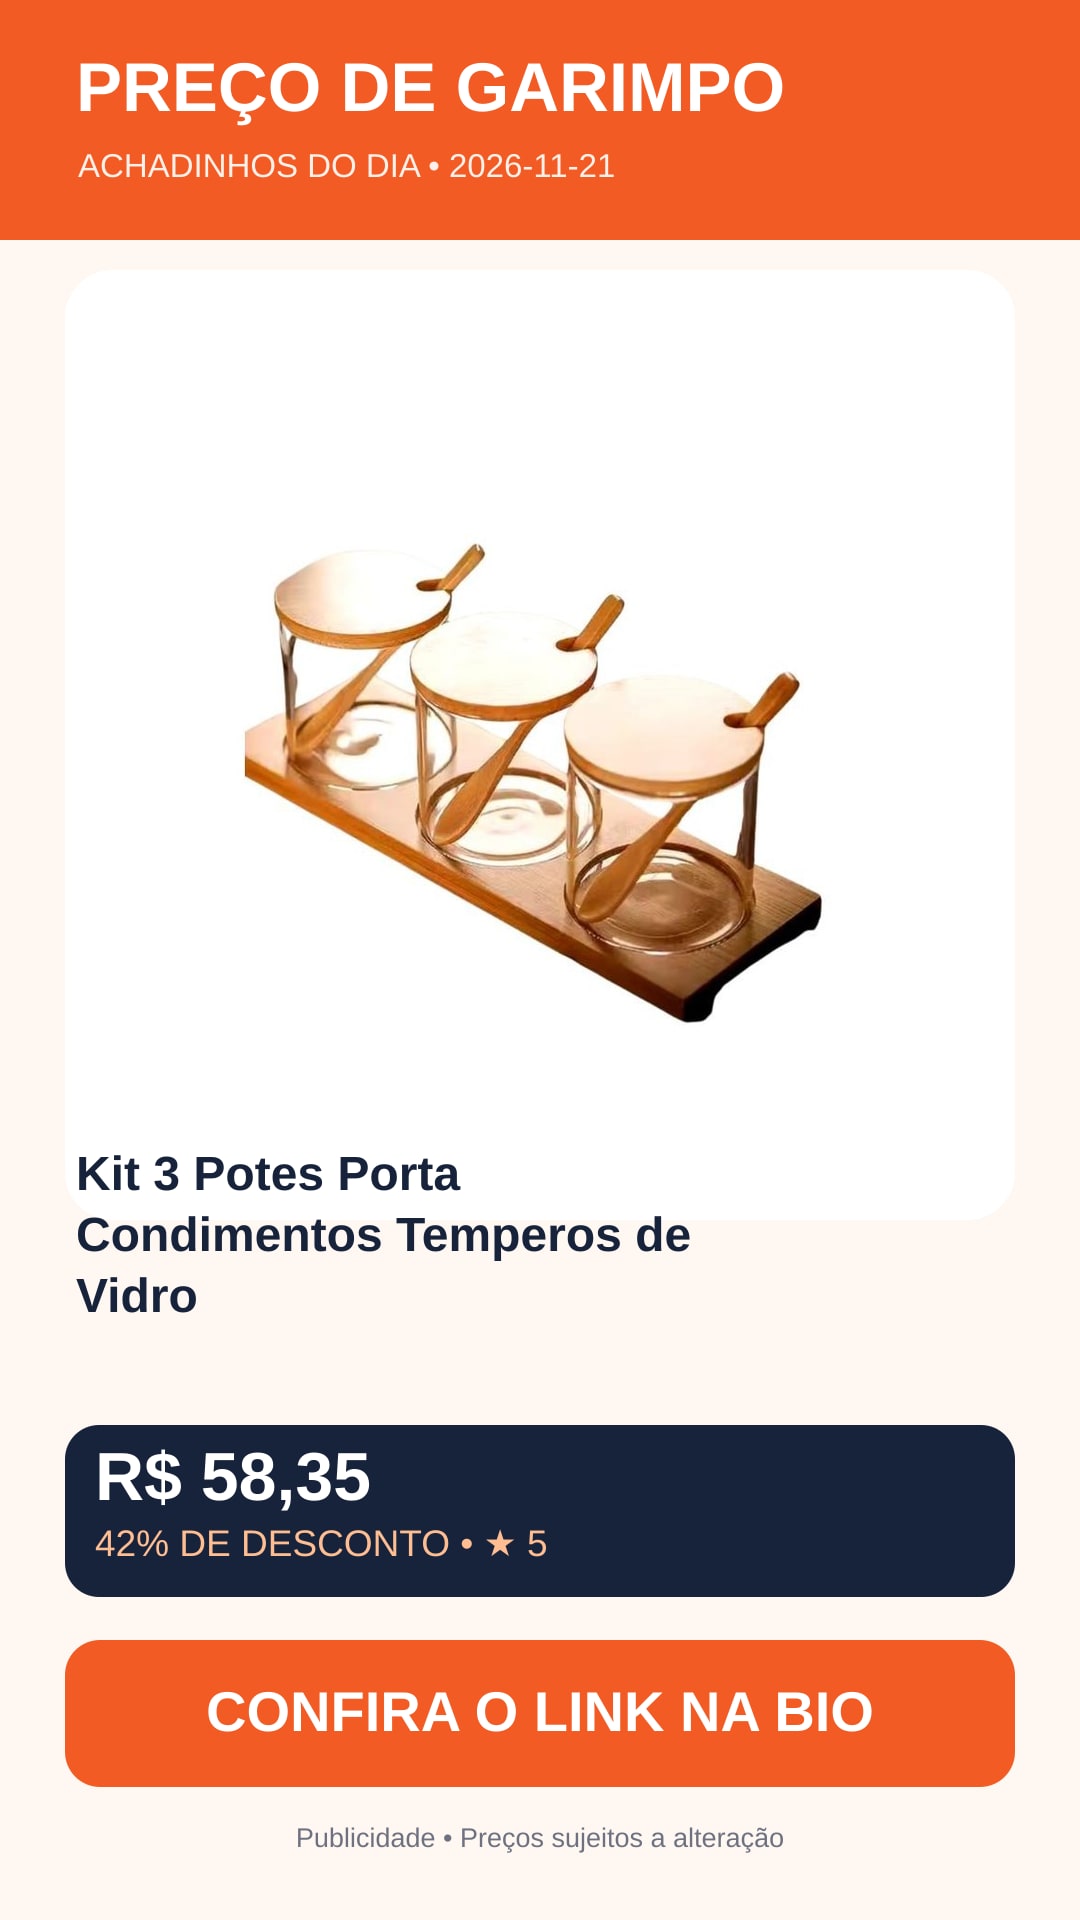 PREÇO DE GARIMPO
ACHADINHOS DO DIA • 2026-11-21
Kit 3 Potes Porta
Condimentos Temperos de
Vidro
R$ 58,35
42% DE DESCONTO • ★ 5
CONFIRA O LINK NA BIO
Publicidade • Preços sujeitos a alteração